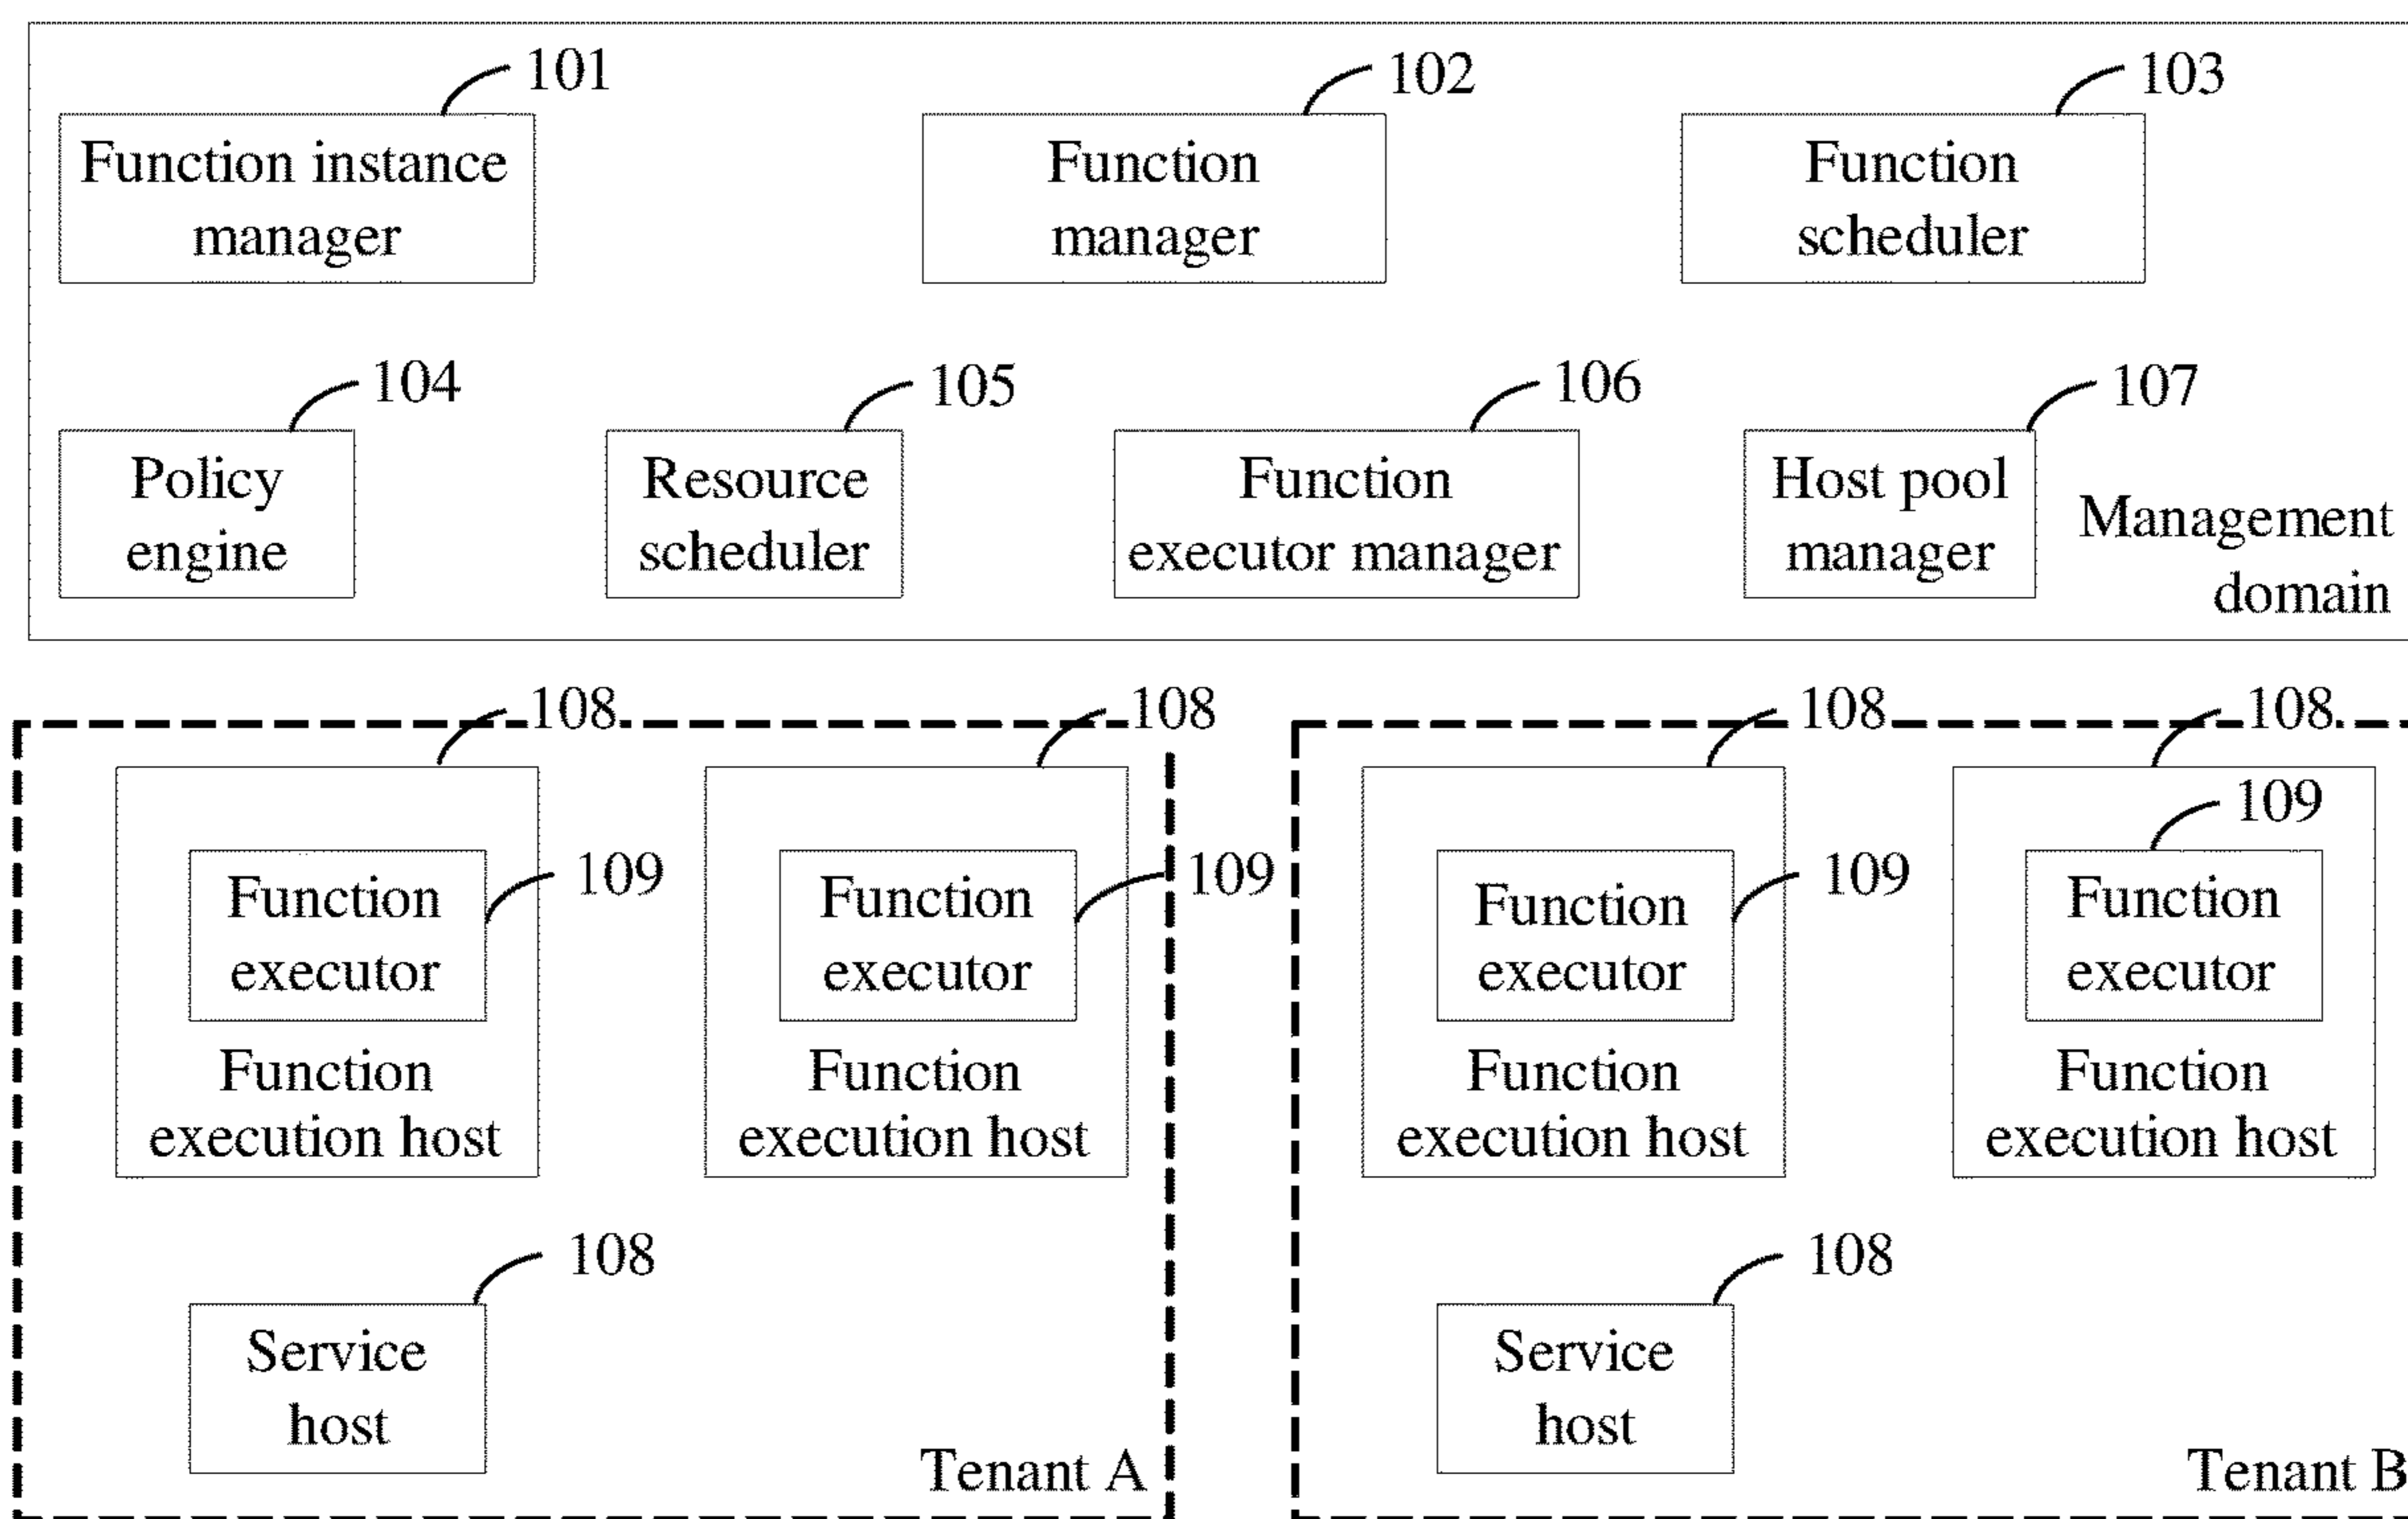 101
102
103
Function instance
manager
Function
manager
Function
scheduler
104
105
106
107
Policy
engine
Resource
scheduler
Function
executor manager
Host pool
manager
Management
domain
108
108
108
108
109
Function
executor
109
Function
executor
109
Function
executor
109
Function
executor
Function
execution host
Function
execution host
Function
execution host
Function
execution host
108
108
Service
host
Service
host
Tenant A
Tenant B